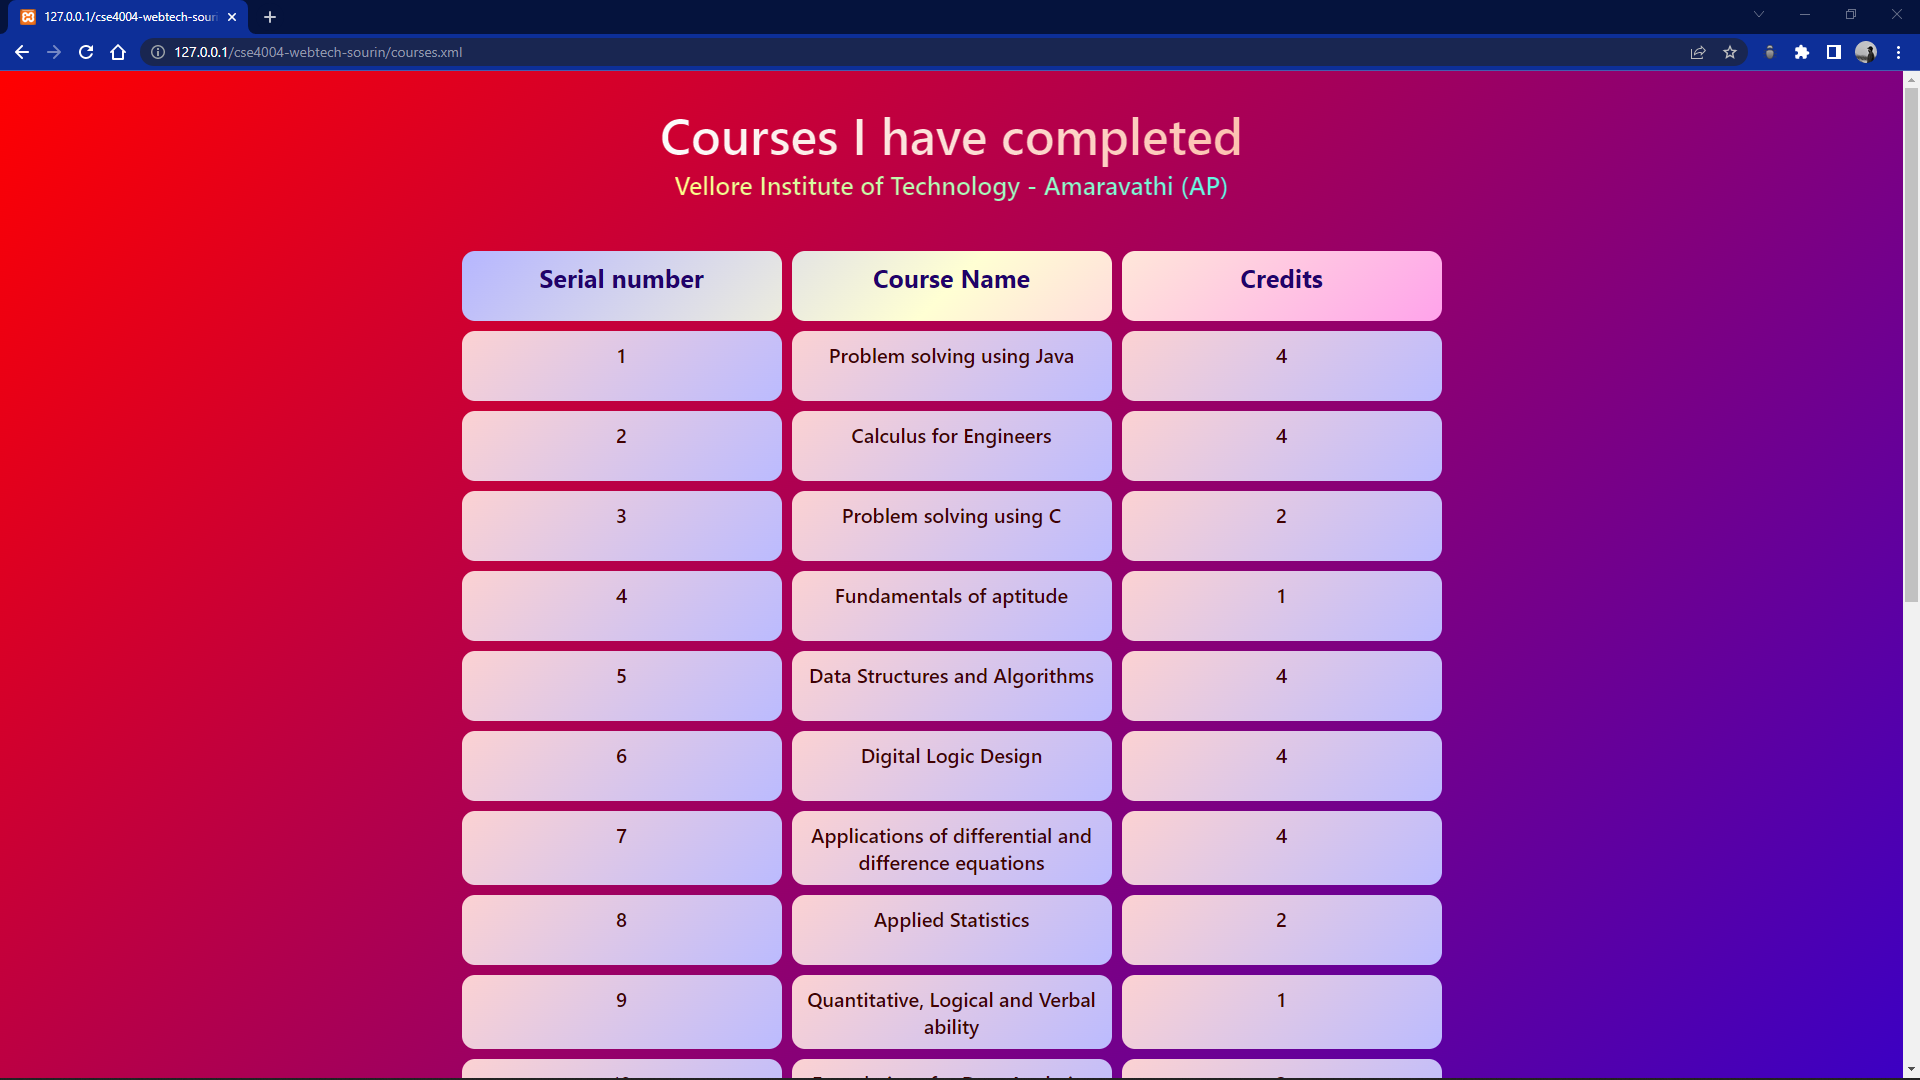 127.0.0.1/cse4004-webtech-souri
127.0.0.1/cse4004-webtech-sourin/courses.xml
Courses I have completed
Vellore Institute of Technology - Amaravathi (AP)
Serial number Course Name Credits
1 Problem solving using Java 4
2 Calculus for Engineers 4
3 Problem solving using C 2
4 Fundamentals of aptitude 1
5 Data Structures and Algorithms 4
6 Digital Logic Design 4
7 Applications of differential and 4
difference equations
8 Applied Statistics 2
9 Quantitative, Logical and Verbal 1
ability